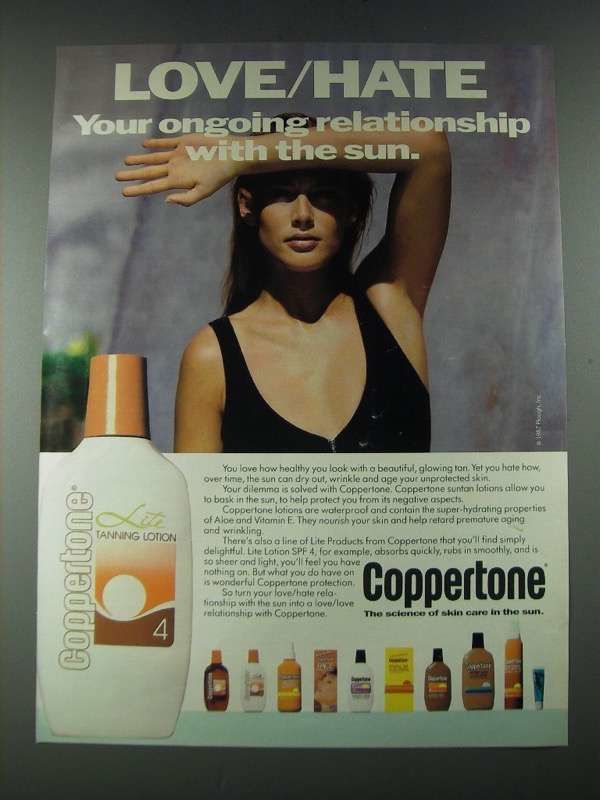 LOVE/HATE
Your ongoing relationship
with the sun.
© 1987 Plough, Inc.
You love how healthy you look with a beautiful, glowing tan. Yet you hate how,
over time, the sun can dry out, wrinkle and age your unprotected skin.
Your dilemma is solved with Coppertone. Coppertone suntan lotions allow you
to bask in the sun, to help protect you from its negative aspects.
Coppertone lotions are waterproof and contain the super-hydrating properties
of Aloe and Vitamin E. They nourish your skin and help retard premature aging
and wrinkling.
There's also a line of Lite Products from Coppertone that you'll find simply
delightful. Lite Lotion SPF 4, for example, absorbs quickly, rubs in smoothly, and is
so sheer and light, you'll feel you have
nothing on. But what you do have on
is wonderful Coppertone protection.
So turn your love/hate rela-
tionship with the sun into a love/love
relationship with Coppertone.
Coppertone®
The science of skin care in the sun.
Coppertone®
Lite
TANNING LOTION
4
Coppertone
Coppertone
Coppertone
Coppertone